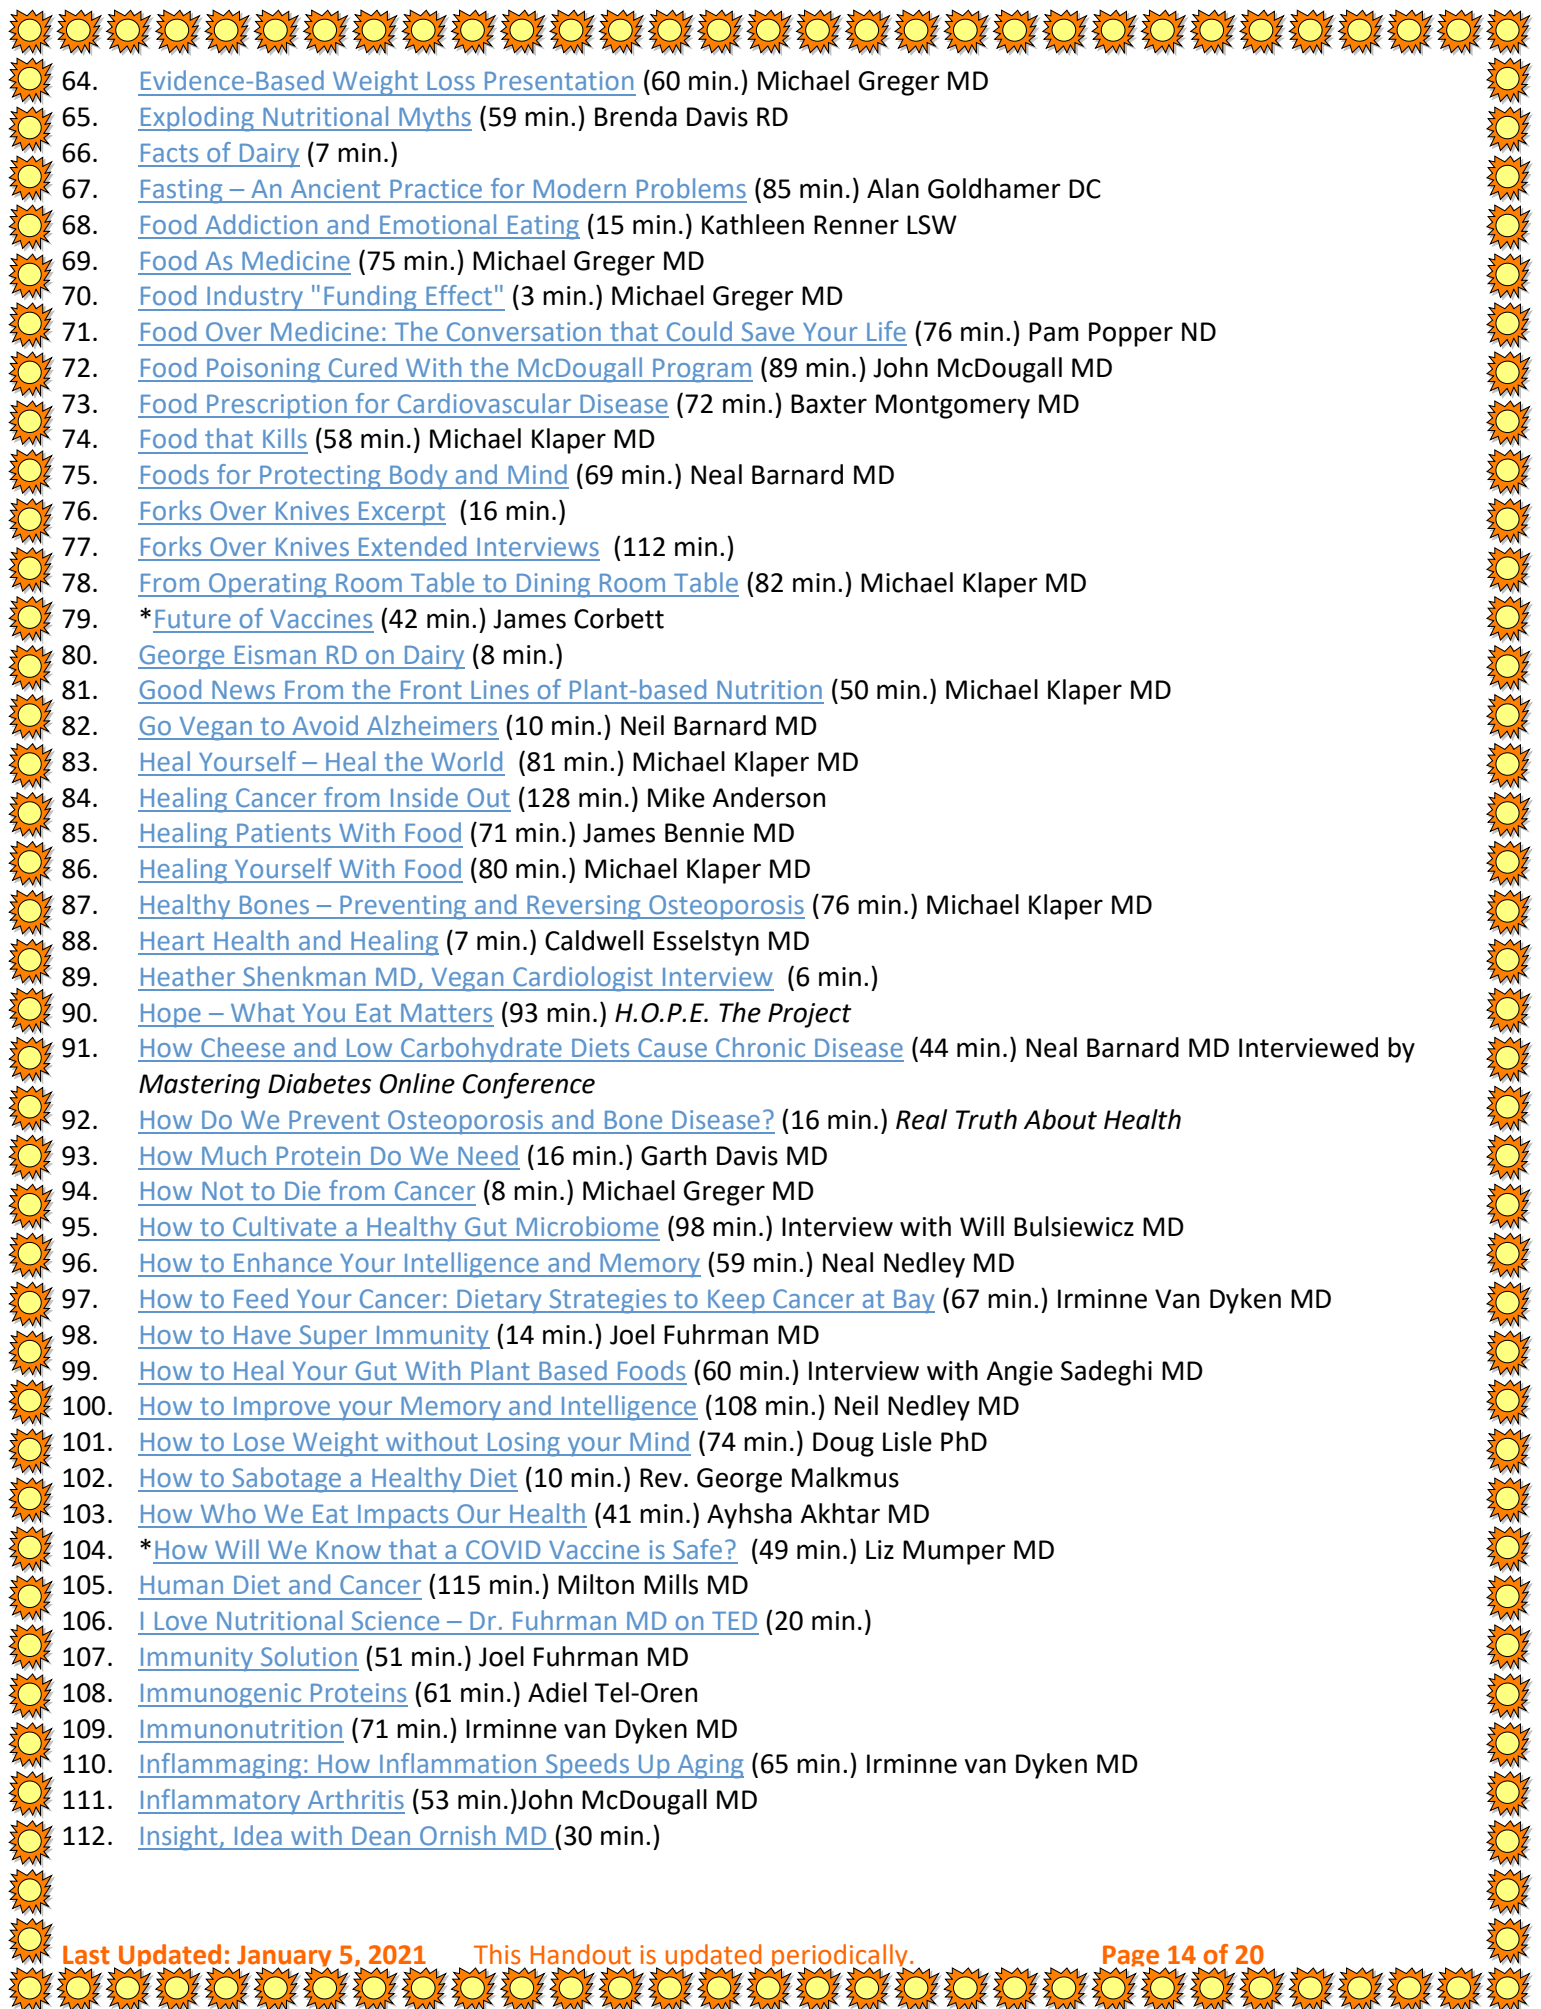 64. Evidence-Based Weight Loss Presentation (60 min.) Michael Greger MD
65. Exploding Nutritional Myths (59 min.) Brenda Davis RD
66. Facts of Dairy (7 min.)
67. Fasting – An Ancient Practice for Modern Problems (85 min.) Alan Goldhamer DC
68. Food Addiction and Emotional Eating (15 min.) Kathleen Renner LSW
69. Food As Medicine (75 min.) Michael Greger MD
70. Food Industry "Funding Effect" (3 min.) Michael Greger MD
71. Food Over Medicine: The Conversation that Could Save Your Life (76 min.) Pam Popper ND
72. Food Poisoning Cured With the McDougall Program (89 min.) John McDougall MD
73. Food Prescription for Cardiovascular Disease (72 min.) Baxter Montgomery MD
74. Food that Kills (58 min.) Michael Klaper MD
75. Foods for Protecting Body and Mind (69 min.) Neal Barnard MD
76. Forks Over Knives Excerpt (16 min.)
77. Forks Over Knives Extended Interviews (112 min.)
78. From Operating Room Table to Dining Room Table (82 min.) Michael Klaper MD
79. *Future of Vaccines (42 min.) James Corbett
80. George Eisman RD on Dairy (8 min.)
81. Good News From the Front Lines of Plant-based Nutrition (50 min.) Michael Klaper MD
82. Go Vegan to Avoid Alzheimers (10 min.) Neil Barnard MD
83. Heal Yourself – Heal the World (81 min.) Michael Klaper MD
84. Healing Cancer from Inside Out (128 min.) Mike Anderson
85. Healing Patients With Food (71 min.) James Bennie MD
86. Healing Yourself With Food (80 min.) Michael Klaper MD
87. Healthy Bones – Preventing and Reversing Osteoporosis (76 min.) Michael Klaper MD
88. Heart Health and Healing (7 min.) Caldwell Esselstyn MD
89. Heather Shenkman MD, Vegan Cardiologist Interview (6 min.)
90. Hope – What You Eat Matters (93 min.) H.O.P.E. The Project
91. How Cheese and Low Carbohydrate Diets Cause Chronic Disease (44 min.) Neal Barnard MD Interviewed by
Mastering Diabetes Online Conference
92. How Do We Prevent Osteoporosis and Bone Disease? (16 min.) Real Truth About Health
93. How Much Protein Do We Need (16 min.) Garth Davis MD
94. How Not to Die from Cancer (8 min.) Michael Greger MD
95. How to Cultivate a Healthy Gut Microbiome (98 min.) Interview with Will Bulsiewicz MD
96. How to Enhance Your Intelligence and Memory (59 min.) Neal Nedley MD
97. How to Feed Your Cancer: Dietary Strategies to Keep Cancer at Bay (67 min.) Irminne Van Dyken MD
98. How to Have Super Immunity (14 min.) Joel Fuhrman MD
99. How to Heal Your Gut With Plant Based Foods (60 min.) Interview with Angie Sadeghi MD
100. How to Improve your Memory and Intelligence (108 min.) Neil Nedley MD
101. How to Lose Weight without Losing your Mind (74 min.) Doug Lisle PhD
102. How to Sabotage a Healthy Diet (10 min.) Rev. George Malkmus
103. How Who We Eat Impacts Our Health (41 min.) Ayhsha Akhtar MD
104. *How Will We Know that a COVID Vaccine is Safe? (49 min.) Liz Mumper MD
105. Human Diet and Cancer (115 min.) Milton Mills MD
106. I Love Nutritional Science – Dr. Fuhrman MD on TED (20 min.)
107. Immunity Solution (51 min.) Joel Fuhrman MD
108. Immunogenic Proteins (61 min.) Adiel Tel-Oren
109. Immunonutrition (71 min.) Irminne van Dyken MD
110. Inflammaging: How Inflammation Speeds Up Aging (65 min.) Irminne van Dyken MD
111. Inflammatory Arthritis (53 min.)John McDougall MD
112. Insight, Idea with Dean Ornish MD (30 min.)
Last Updated: January 5, 2021 This Handout is updated periodically. Page 14 of 20